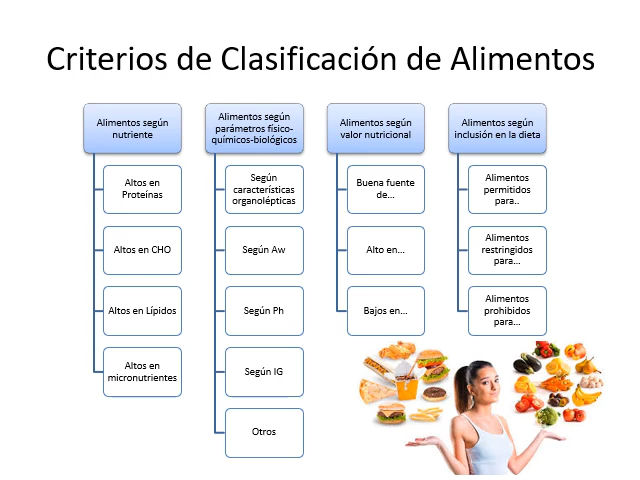 Criterios de Clasificación de Alimentos
Alimentos según
nutriente
Altos en
Proteínas
Altos en CHO
Altos en Lípidos
Altos en
micronutrientes
Alimentos según
parámetros físico-
químicos-biológicos
Según
características
organolépticas
Según Aw
Según Ph
Según IG
Otros
Alimentos según
valor nutricional
Buena fuente
de...
Alto en...
Bajos en...
Alimentos según
inclusión en la dieta
Alimentos
permitidos
para..
Alimentos
restringidos
para...
Alimentos
prohibidos
para...